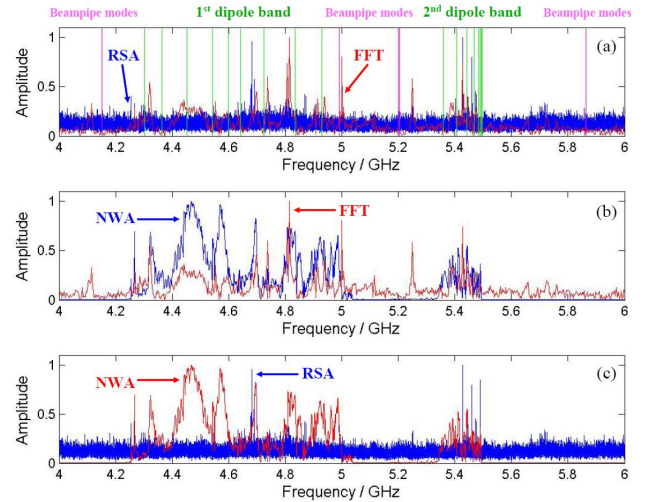 Beampipe modes 1st dipole band Beampipe modes 2nd dipole band Beampipe modes
(a)
RSA FFT
Amplitude
1
0.5
0
4 4.2 4.4 4.6 4.8 5 5.2 5.4 5.6 5.8 6
Frequency / GHz
(b)
NWA FFT
Amplitude
1
0.5
0
4 4.2 4.4 4.6 4.8 5 5.2 5.4 5.6 5.8 6
Frequency / GHz
(c)
NWA RSA
Amplitude
1
0.5
0
4 4.2 4.4 4.6 4.8 5 5.2 5.4 5.6 5.8 6
Frequency / GHz